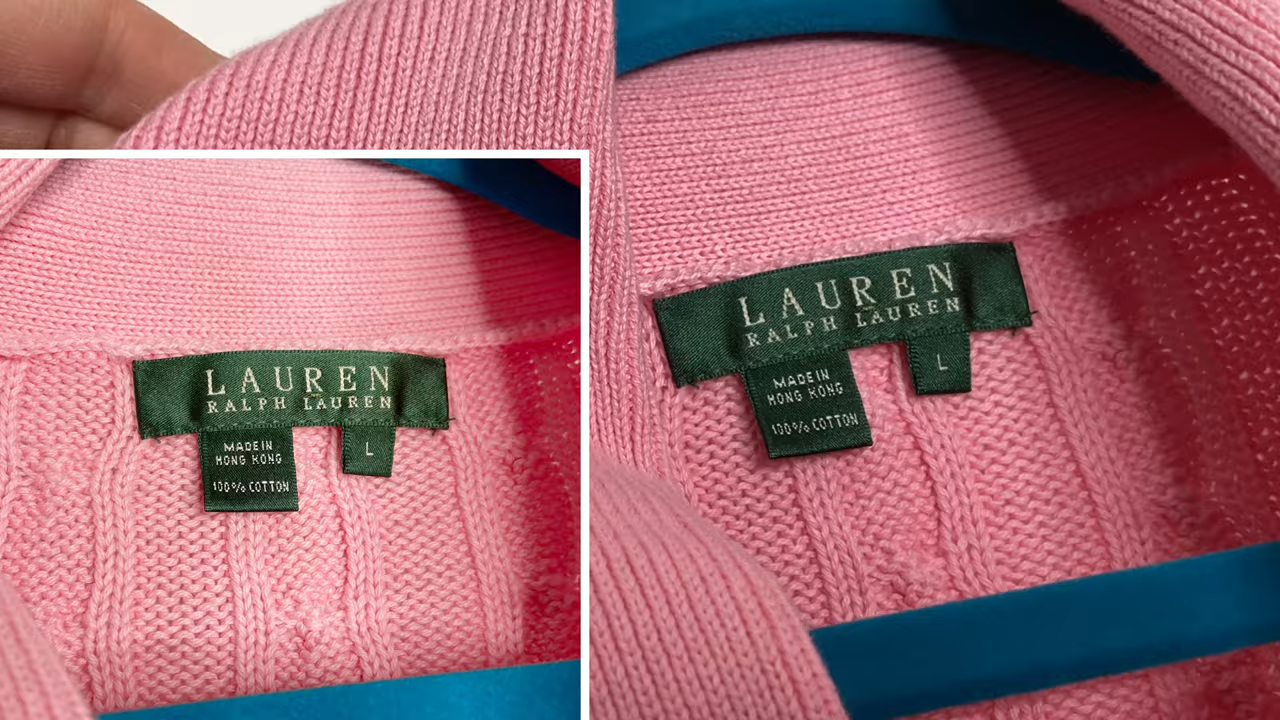 LAUREN
RALPH LAUREN
MADE IN
HONG KONG
100% COTTON
L
LAUREN
RALPH LAUREN
MADE IN
HONG KONG
100% COTTON
L